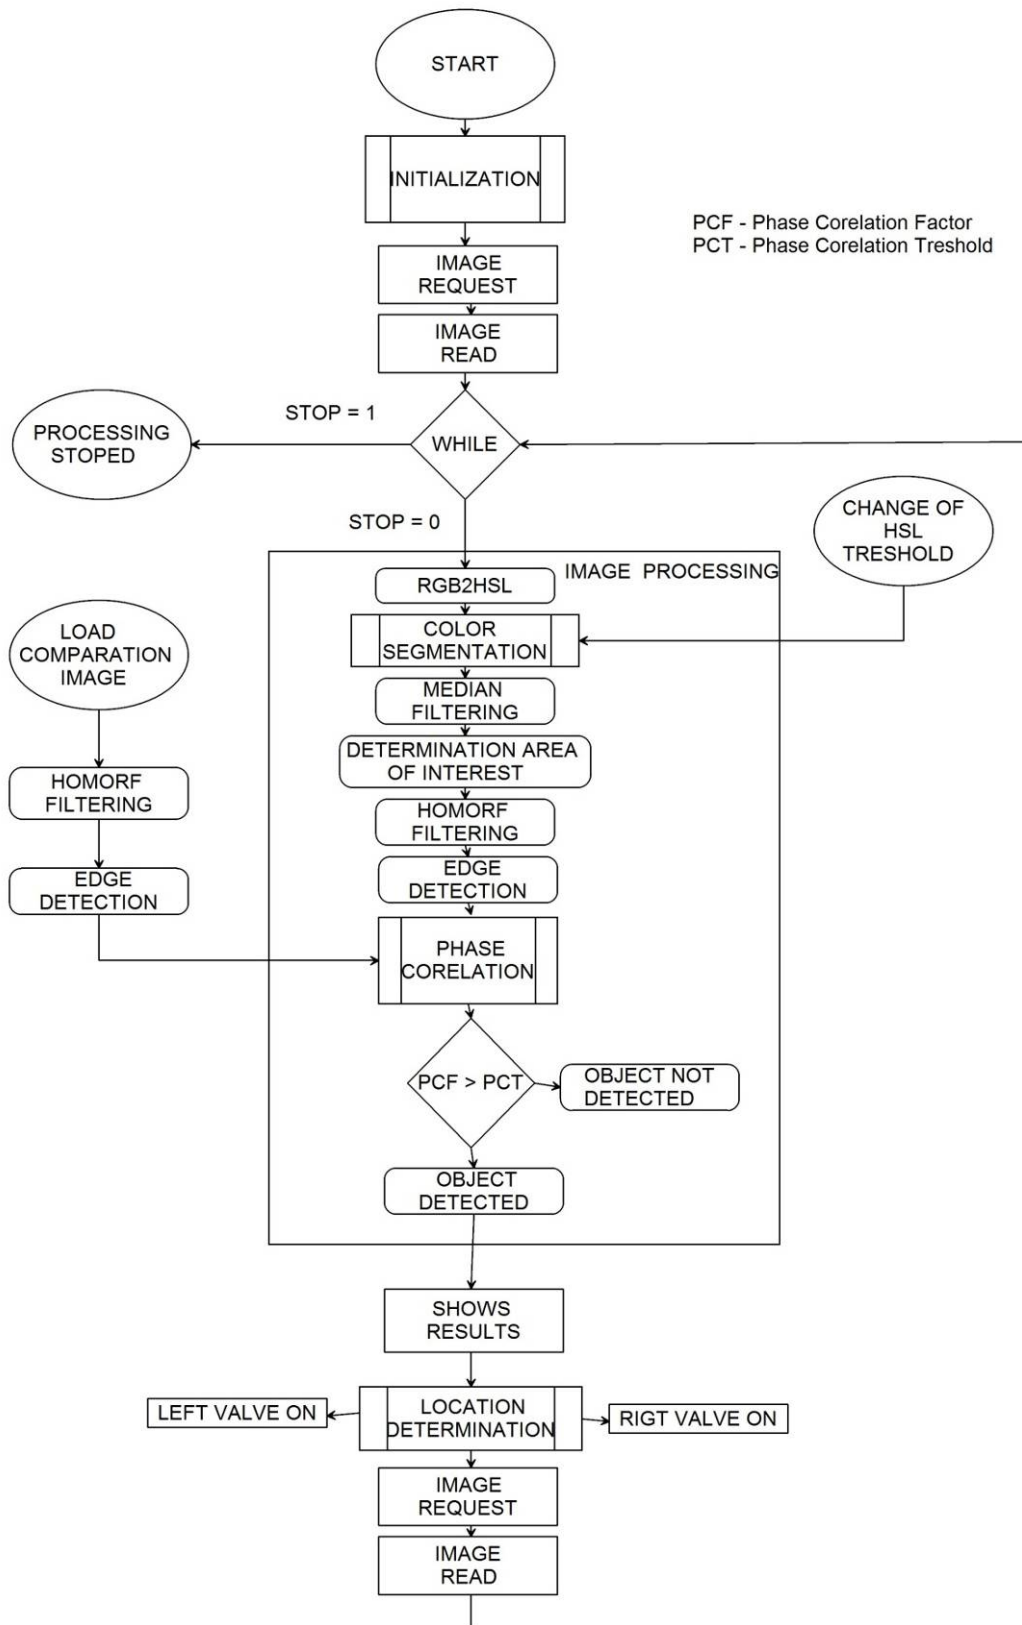 START
INITIALIZATION
PCF - Phase Corelation Factor
PCT - Phase Corelation Treshold
IMAGE
REQUEST
IMAGE
READ
STOP = 1
PROCESSING
STOPED
WHILE
STOP = 0
CHANGE OF
HSL
TRESHOLD
IMAGE PROCESSING
RGB2HSL
LOAD
COMPARATION
IMAGE
COLOR
SEGMENTATION
MEDIAN
FILTERING
DETERMINATION AREA
OF INTEREST
HOMORF
FILTERING
HOMORF
FILTERING
EDGE
DETECTION
EDGE
DETECTION
PHASE
CORELATION
PCF > PCT
OBJECT NOT
DETECTED
OBJECT
DETECTED
SHOWS
RESULTS
LEFT VALVE ON
LOCATION
DETERMINATION
RIGT VALVE ON
IMAGE
REQUEST
IMAGE
READ